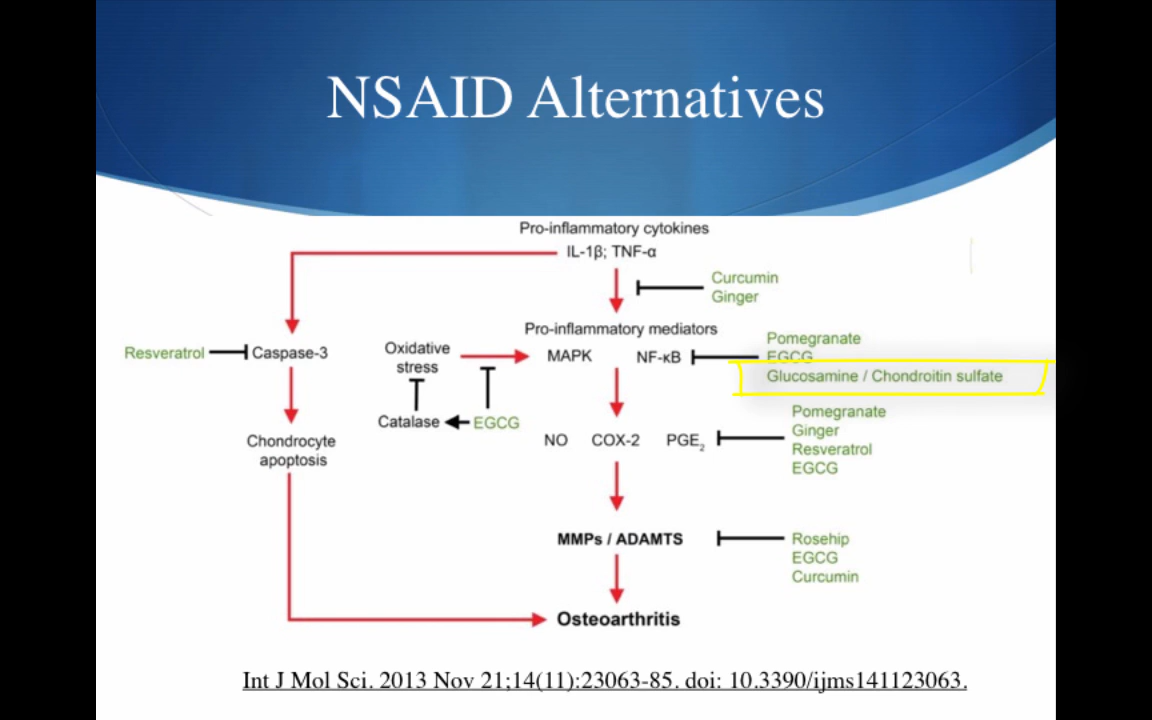 NSAID Alternatives
Pro-inflammatory cytokines
IL-1β; TNF-α
Curcumin
Ginger
Pro-inflammatory mediators
Resveratrol
Caspase-3
Oxidative
stress
MAPK
NF-κB
Pomegranate
EGCG
Glucosamine / Chondroitin sulfate
Catalase
EGCG
Chondrocyte
apoptosis
NO
COX-2
PGE₂
Pomegranate
Ginger
Resveratrol
EGCG
MMPs / ADAMTS
Rosehip
EGCG
Curcumin
Osteoarthritis
Int J Mol Sci. 2013 Nov 21;14(11):23063-85. doi: 10.3390/ijms141123063.